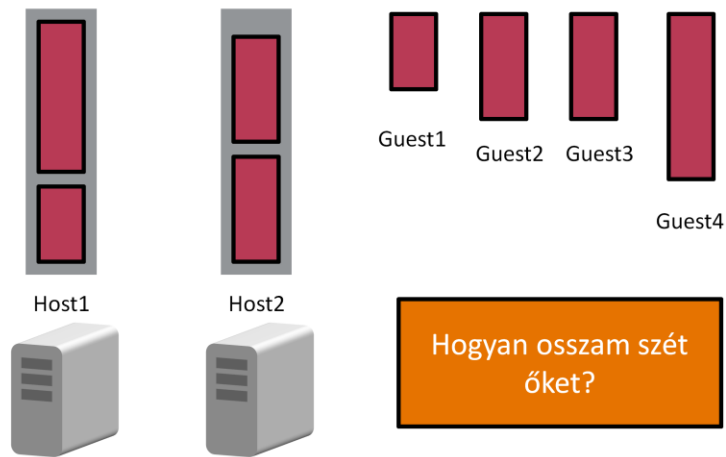 Guest1
Guest2
Guest3
Guest4
Host1
Host2
Hogyan osszam szét
őket?